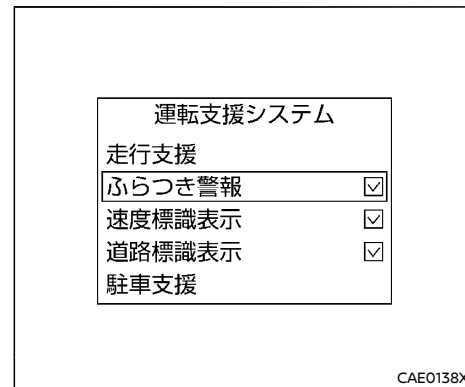 運転支援システム
走行支援
ふらつき警報
速度標識表示
道路標識表示
駐車支援
CAE0138X